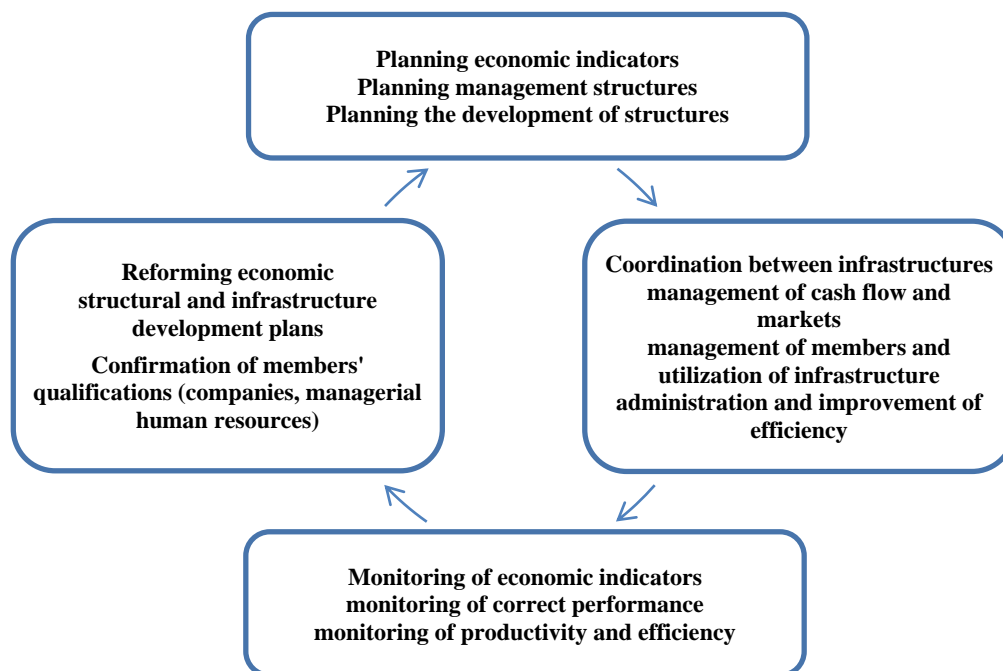 Planning economic indicators
Planning management structures
Planning the development of structures
Reforming economic
structural and infrastructure
development plans
Confirmation of members'
qualifications (companies, managerial
human resources)
Coordination between infrastructures
management of cash flow and
markets
management of members and
utilization of infrastructure
administration and improvement of
efficiency
Monitoring of economic indicators
monitoring of correct performance
monitoring of productivity and efficiency